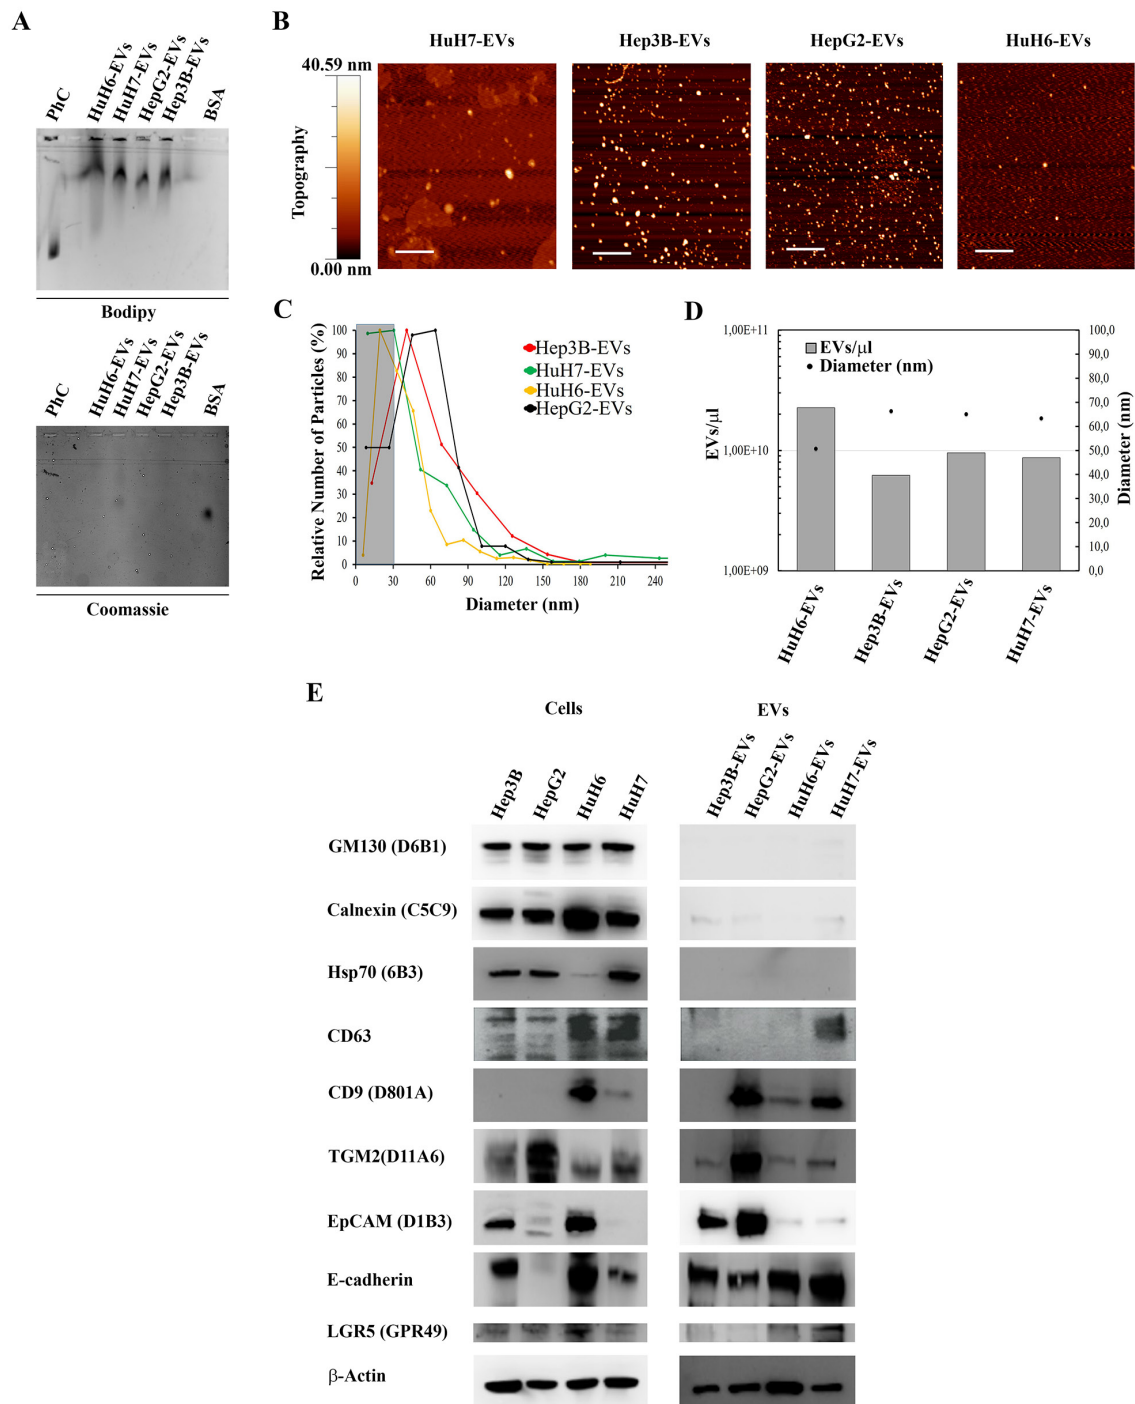 A
PhC
HuH6-EVs
HuH7-EVs
HepG2-EVs
Hep3B-EVs
BSA
Bodipy
PhC
HuH6-EVs
HuH7-EVs
HepG2-EVs
Hep3B-EVs
BSA
Coomassie
B
HuH7-EVs
Hep3B-EVs
HepG2-EVs
HuH6-EVs
40.59 nm
Topography
0.00 nm
C
Relative Number of Particles (%)
100
90
80
70
60
50
40
30
20
10
0
0 30 60 90 120 150 180 210 240
Diameter (nm)
Hep3B-EVs
HuH7-EVs
HuH6-EVs
HepG2-EVs
D
EVs/μl
1,00E+11
1,00E+10
1,00E+09
EVs/μl
Diameter (nm)
100,0
90,0
80,0
70,0
60,0
50,0
40,0
30,0
20,0
10,0
0,0
Diameter (nm)
HuH6-EVs
Hep3B-EVs
HepG2-EVs
HuH7-EVs
E
Cells
EVs
Hep3B
HepG2
HuH6
HuH7
Hep3B-EVs
HepG2-EVs
HuH6-EVs
HuH7-EVs
GM130 (D6B1)
Calnexin (C5C9)
Hsp70 (6B3)
CD63
CD9 (D801A)
TGM2(D11A6)
EpCAM (D1B3)
E-cadherin
LGR5 (GPR49)
β-Actin